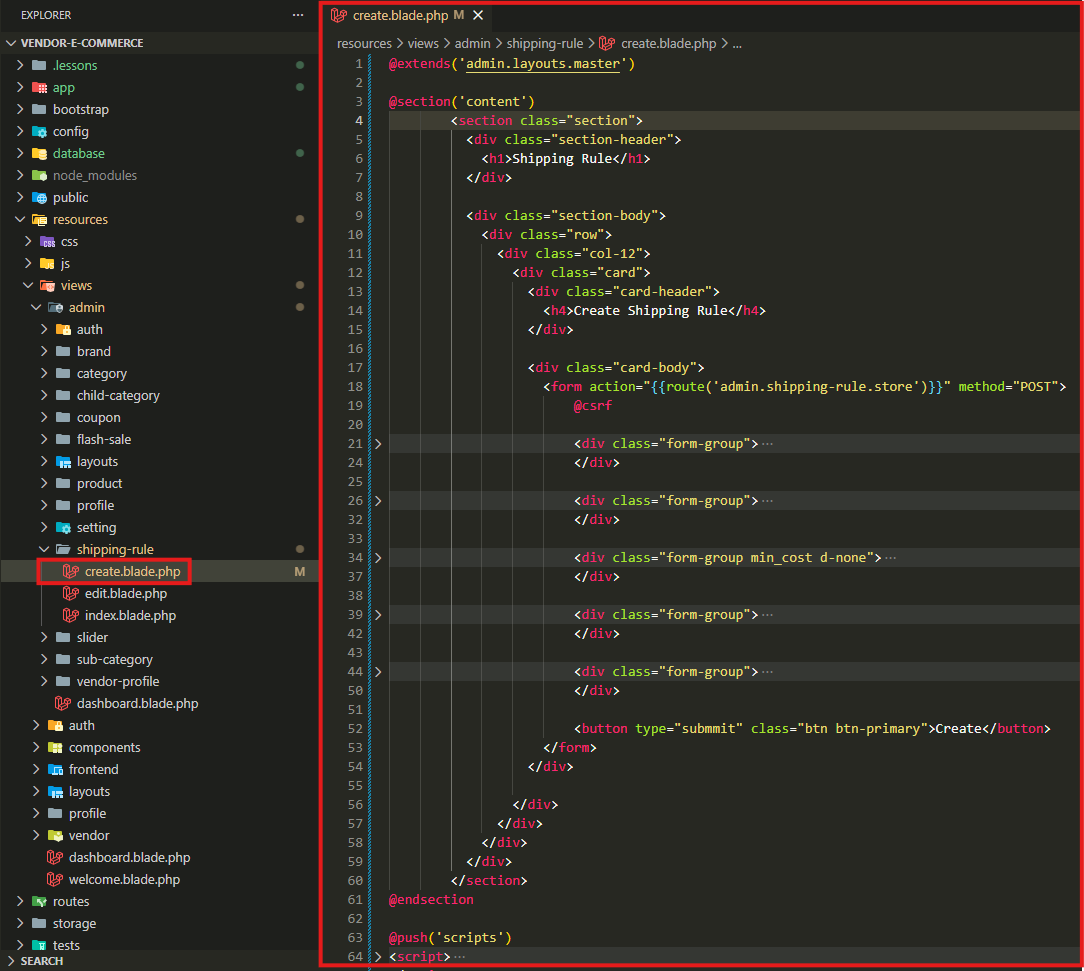 EXPLORER ...
VENDOR-E-COMMERCE
.lessons
app
bootstrap
config
database
node_modules
public
resources
css
js
views
admin
auth
brand
category
child-category
coupon
flash-sale
layouts
product
profile
setting
shipping-rule
create.blade.php M
edit.blade.php
index.blade.php
slider
sub-category
vendor-profile
dashboard.blade.php
auth
components
frontend
layouts
profile
vendor
dashboard.blade.php
welcome.blade.php
routes
storage
tests
SEARCH
create.blade.php M
resources > views > admin > shipping-rule > create.blade.php > ...
1 @extends('admin.layouts.master')
2
3 @section('content')
4 <section class="section">
5 <div class="section-header">
6 <h1>Shipping Rule</h1>
7 </div>
8
9 <div class="section-body">
10 <div class="row">
11 <div class="col-12">
12 <div class="card">
13 <div class="card-header">
14 <h4>Create Shipping Rule</h4>
15 </div>
16
17 <div class="card-body">
18 <form action="{{route('admin.shipping-rule.store')}}" method="POST">
19 @csrf
20
21 <div class="form-group"> ...
24 </div>
25
26 <div class="form-group"> ...
32 </div>
33
34 <div class="form-group min_cost d-none"> ...
37 </div>
38
39 <div class="form-group"> ...
42 </div>
43
44 <div class="form-group"> ...
50 </div>
51
52 <button type="submmit" class="btn btn-primary">Create</button>
53 </form>
54 </div>
55
56 </div>
57 </div>
58 </div>
59 </div>
60 </section>
61 @endsection
62
63 @push('scripts')
64 <script> ...